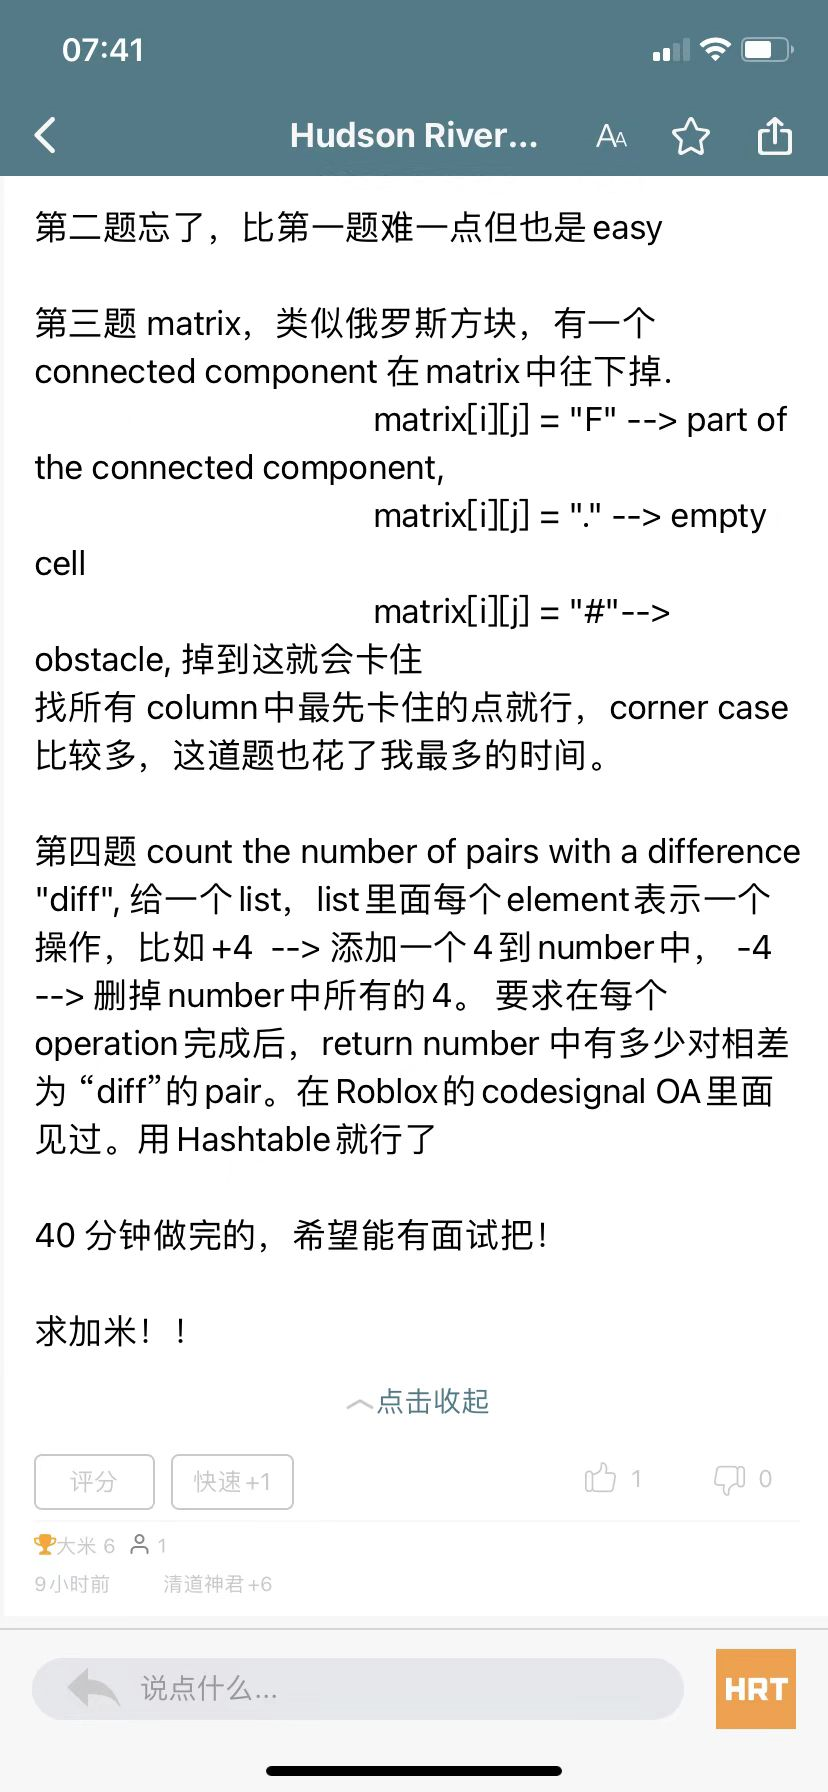 07:41
Hudson River...
AA
第二题忘了，比第一题难一点但也是easy
第三题 matrix，类似俄罗斯方块，有一个
connected component 在matrix中往下掉.
matrix[i][j] = "F" --> part of
the connected component,
matrix[i][j] = "." --> empty
cell
matrix[i][j] = "#"-->
obstacle, 掉到这就会卡住
找所有 column中最先卡住的点就行，corner case
比较多，这道题也花了我最多的时间。
第四题 count the number of pairs with a difference
"diff", 给一个list，list里面每个element表示一个
操作，比如+4 --> 添加一个4到number中， -4
--> 删掉number中所有的4。 要求在每个
operation完成后，return number 中有多少对相差
为 “diff”的pair。在Roblox的codesignal OA里面
见过。用Hashtable就行了
40 分钟做完的，希望能有面试把！
求加米！！
点击收起
评分 快速+1 1 0
大米 6 1
9小时前 清道神君+6
说点什么... HRT